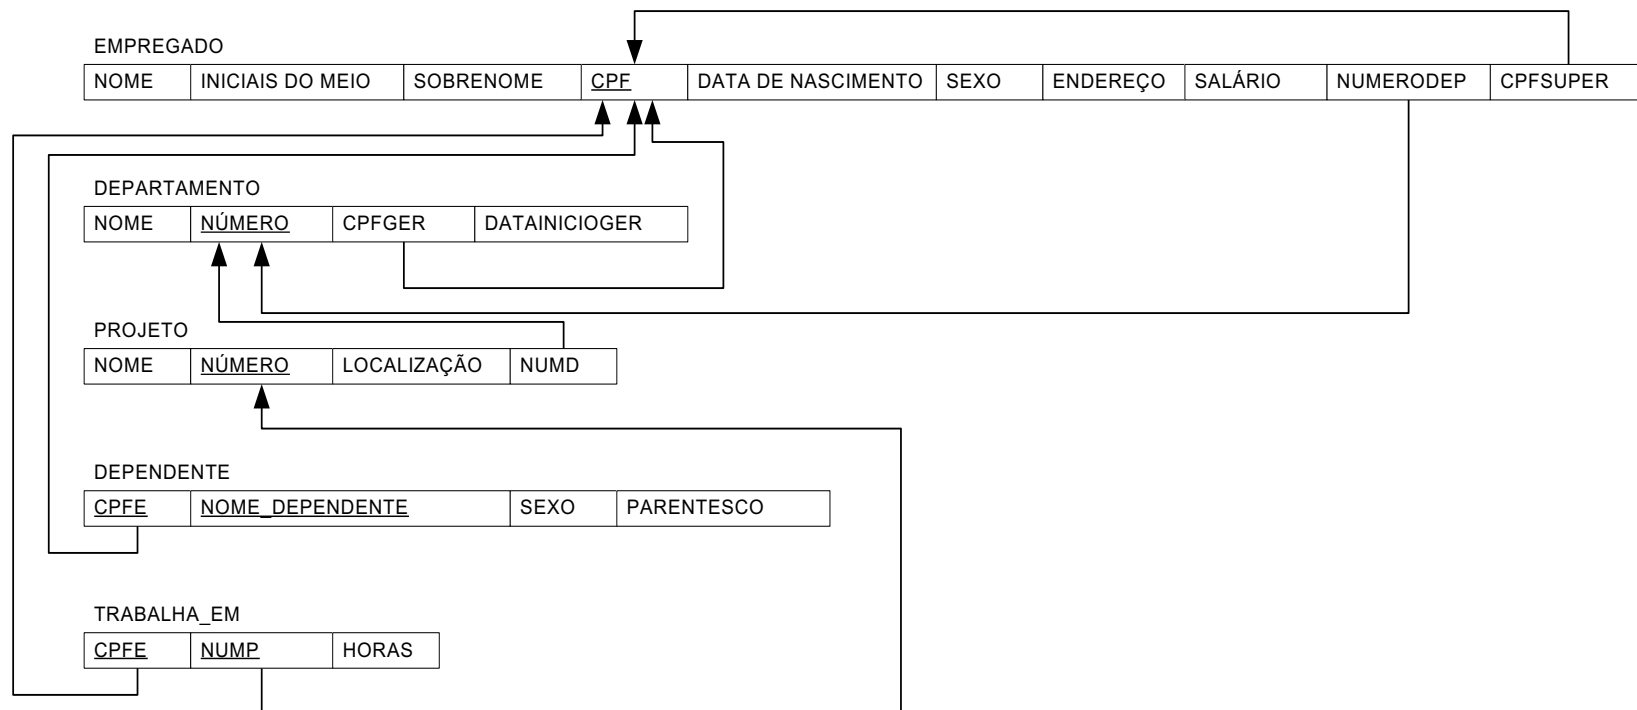 EMPREGADO
NOME INICIAIS DO MEIO SOBRENOME CPF DATA DE NASCIMENTO SEXO ENDEREÇO SALÁRIO NUMERODEP CPFSUPER
DEPARTAMENTO
NOME NÚMERO CPFGER DATAINICIOGER
PROJETO
NOME NÚMERO LOCALIZAÇÃO NUMD
DEPENDENTE
CPFE NOME_DEPENDENTE SEXO PARENTESCO
TRABALHA_EM
CPFE NUMP HORAS